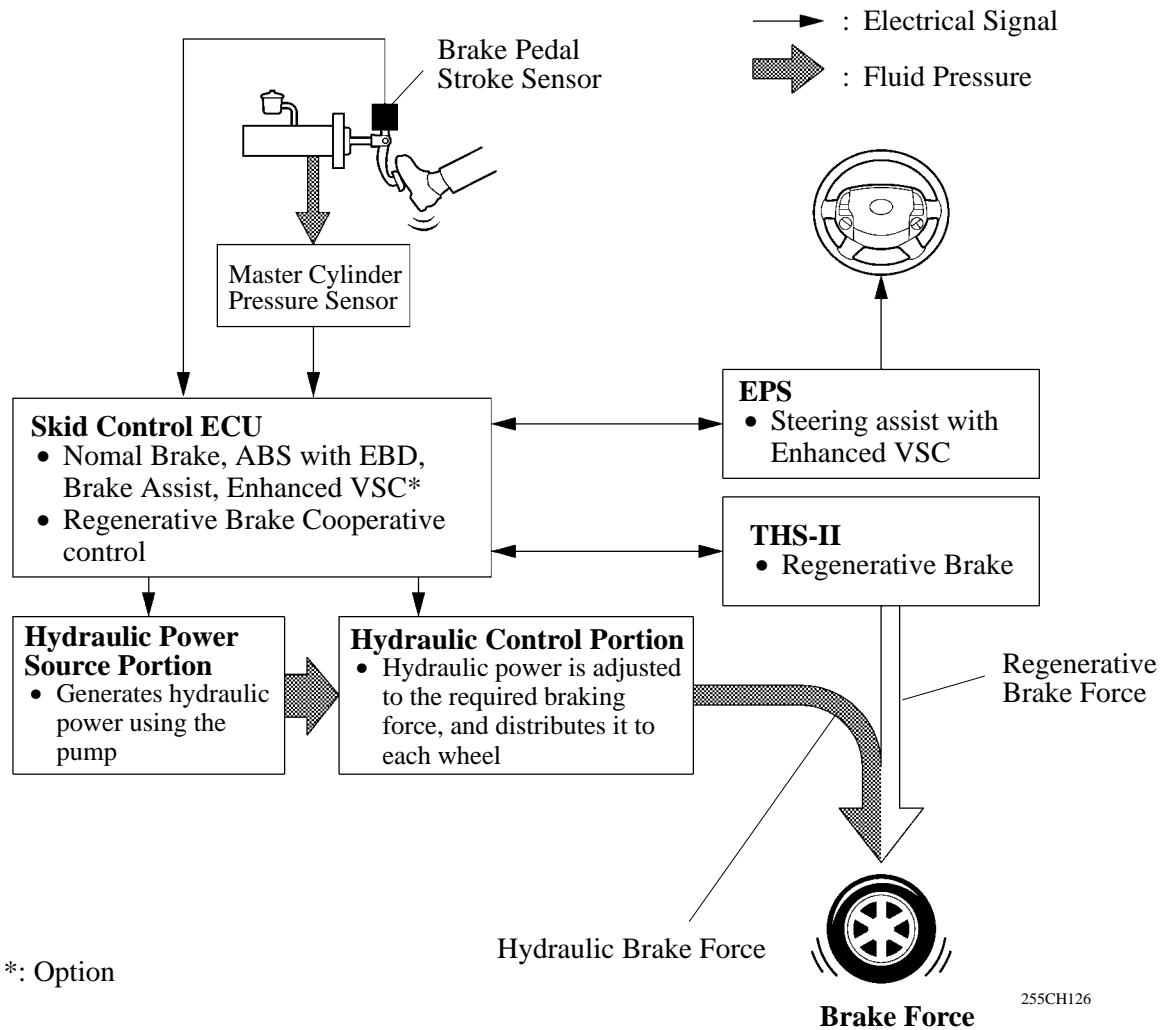 : Electrical Signal
: Fluid Pressure
Brake Pedal
Stroke Sensor
Master Cylinder
Pressure Sensor
Skid Control ECU
• Nomal Brake, ABS with EBD,
Brake Assist, Enhanced VSC*
• Regenerative Brake Cooperative
control
EPS
• Steering assist with
Enhanced VSC
THS-II
• Regenerative Brake
Hydraulic Power
Source Portion
• Generates hydraulic
power using the
pump
Hydraulic Control Portion
• Hydraulic power is adjusted
to the required braking
force, and distributes it to
each wheel
Regenerative
Brake Force
Hydraulic Brake Force
*: Option
255CH126
Brake Force